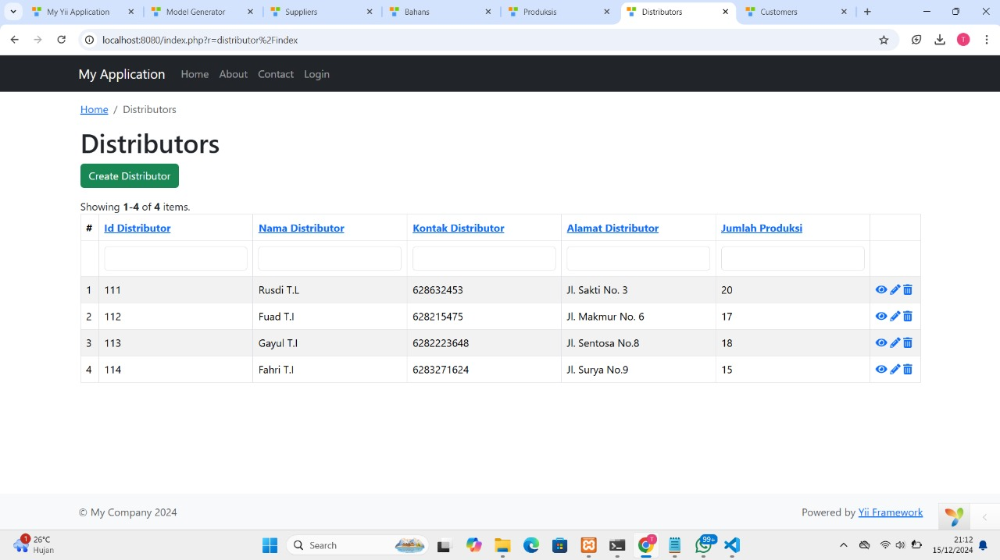 My Yii Application
Model Generator
Suppliers
Bahans
Produksis
Distributors
Customers
localhost:8080/index.php?r=distributor%2Findex
T
My Application Home About Contact Login
Home / Distributors
Distributors
Create Distributor
Showing 1-4 of 4 items.
# Id Distributor Nama Distributor Kontak Distributor Alamat Distributor Jumlah Produksi
1 111 Rusdi T.L 628632453 Jl. Sakti No. 3 20
2 112 Fuad T.I 628215475 Jl. Makmur No. 6 17
3 113 Gayul T.I 6282223648 Jl. Sentosa No.8 18
4 114 Fahri T.I 6283271624 Jl. Surya No.9 15
© My Company 2024 Powered by Yii Framework
1 26°C
Hujan
Search
T
99+
21:12
15/12/2024